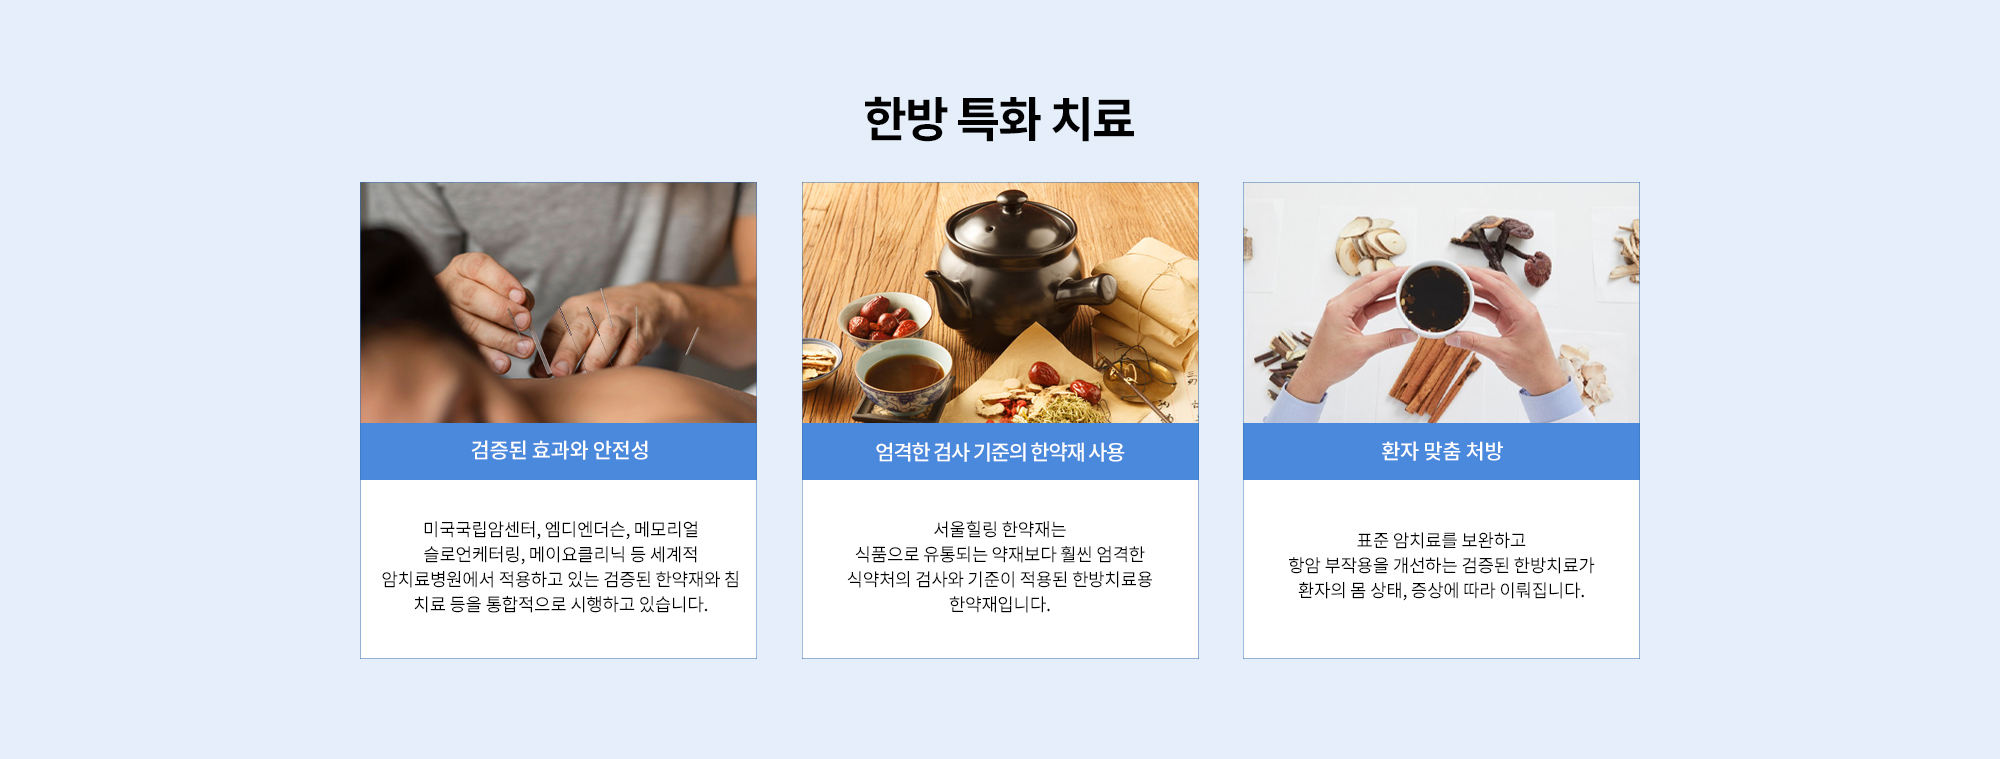 한방 특화 치료
검증된 효과와 안전성
미국국립암센터, 엠디엔더슨, 메모리얼
슬로언케터링, 메이요클리닉 등 세계적
암치료병원에서 적용하고 있는 검증된 한약재와 침
치료 등을 통합적으로 시행하고 있습니다.
엄격한 검사 기준의 한약재 사용
서울힐링 한약재는
식품으로 유통되는 약재보다 훨씬 엄격한
식약처의 검사와 기준이 적용된 한방치료용
한약재입니다.
환자 맞춤 처방
표준 암치료를 보완하고
항암 부작용을 개선하는 검증된 한방치료가
환자의 몸 상태, 증상에 따라 이뤄집니다.